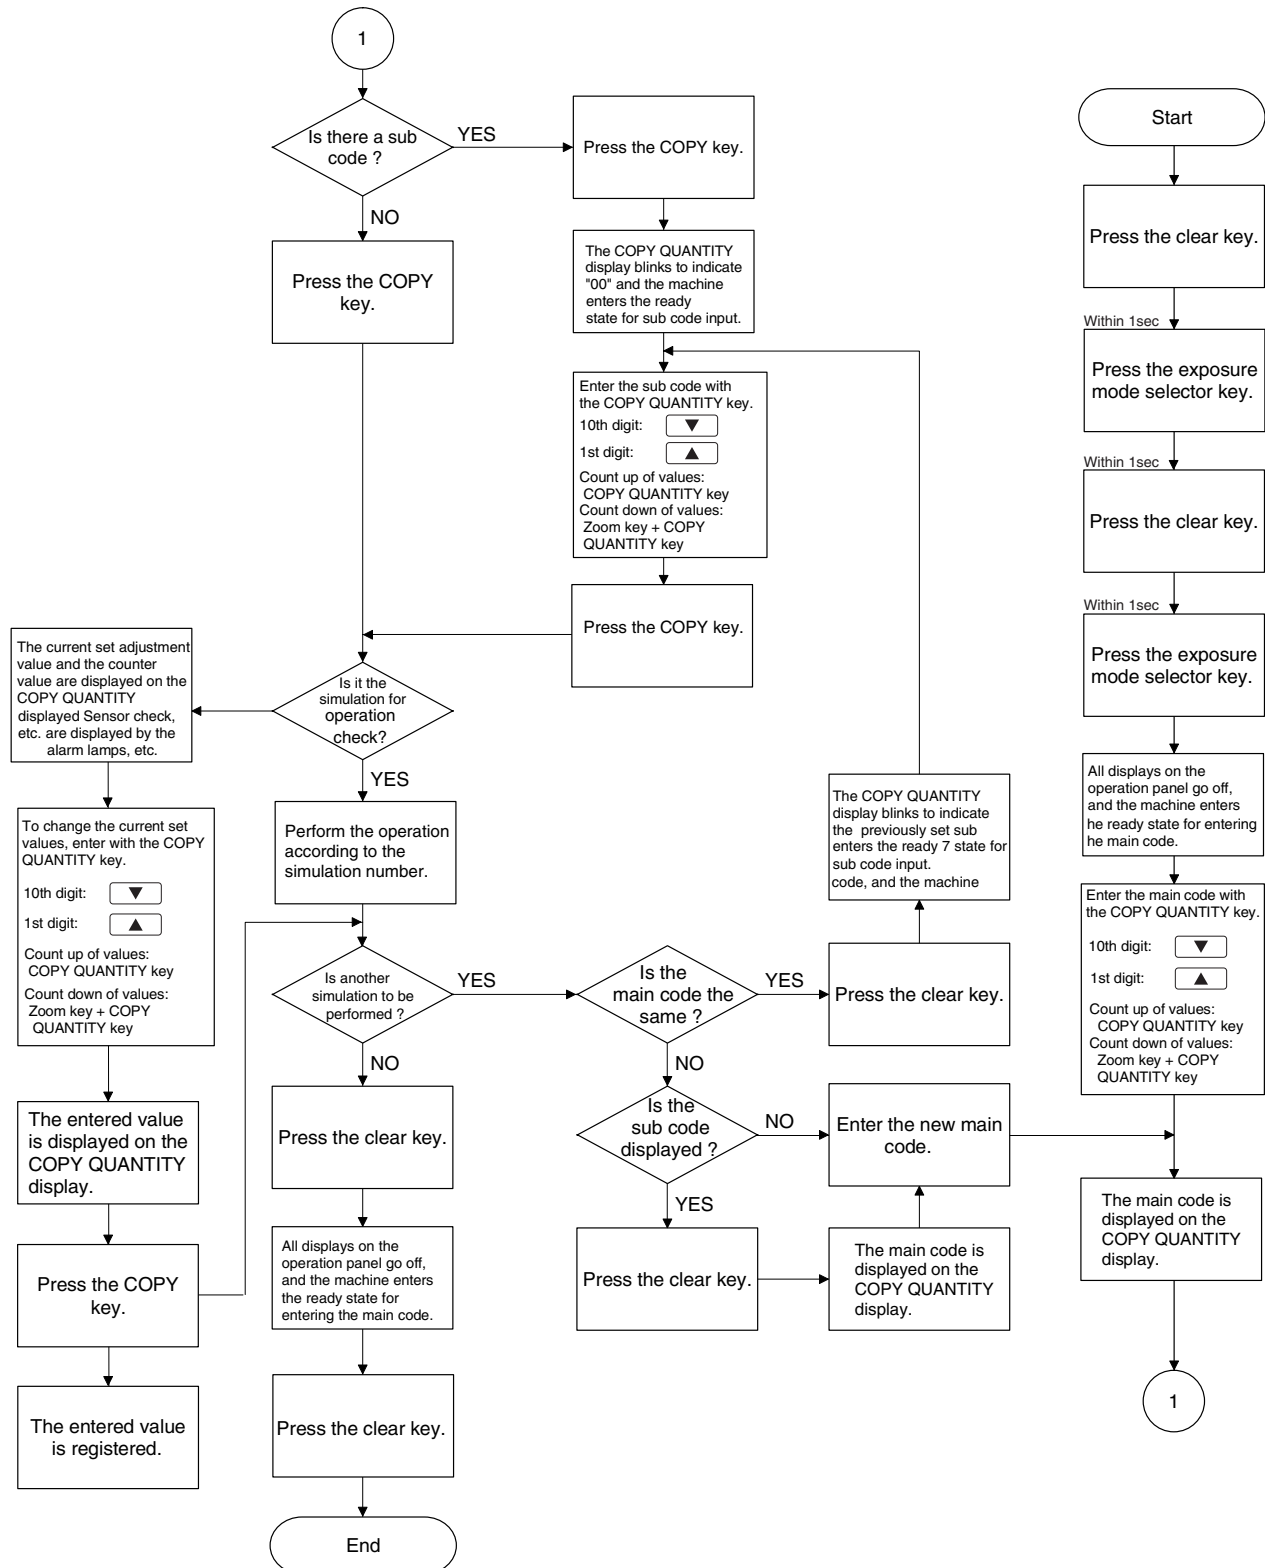 1
Is there a sub
code ?
YES
NO
Press the COPY key.
Press the COPY
key.
The COPY QUANTITY
display blinks to indicate
"00" and the machine
enters the ready
state for sub code input.
Enter the sub code with
the COPY QUANTITY key.
10th digit: ▼
1st digit: ▲
Count up of values:
COPY QUANTITY key
Count down of values:
Zoom key + COPY
QUANTITY key
Press the COPY key.
The current set adjustment
value and the counter
value are displayed on the
COPY QUANTITY
displayed Sensor check,
etc. are displayed by the
alarm lamps, etc.
Is it the
simulation for
operation
check?
YES
To change the current set
values, enter with the COPY
QUANTITY key.
10th digit: ▼
1st digit: ▲
Count up of values:
COPY QUANTITY key
Count down of values:
Zoom key + COPY
QUANTITY key
Perform the operation
according to the
simulation number.
The COPY QUANTITY
display blinks to indicate
the previously set sub
enters the ready 7 state for
sub code input.
code, and the machine
Is another
simulation to be
performed ?
YES
NO
Is the
main code the
same ?
YES
NO
Press the clear key.
The entered value
is displayed on the
COPY QUANTITY
display.
Press the clear key.
Is the
sub code
displayed ?
NO
YES
Enter the new main
code.
Press the COPY
key.
All displays on the
operation panel go off,
and the machine enters
the ready state for
entering the main code.
Press the clear key.
The main code is
displayed on the
COPY QUANTITY
display.
The entered value
is registered.
Press the clear key.
End
Start
Press the clear key.
Within 1sec
Press the exposure
mode selector key.
Within 1sec
Press the clear key.
Within 1sec
Press the exposure
mode selector key.
All displays on the
operation panel go off,
and the machine enters
he ready state for entering
he main code.
Enter the main code with
the COPY QUANTITY key.
10th digit: ▼
1st digit: ▲
Count up of values:
COPY QUANTITY key
Count down of values:
Zoom key + COPY
QUANTITY key
The main code is
displayed on the
COPY QUANTITY
display.
1